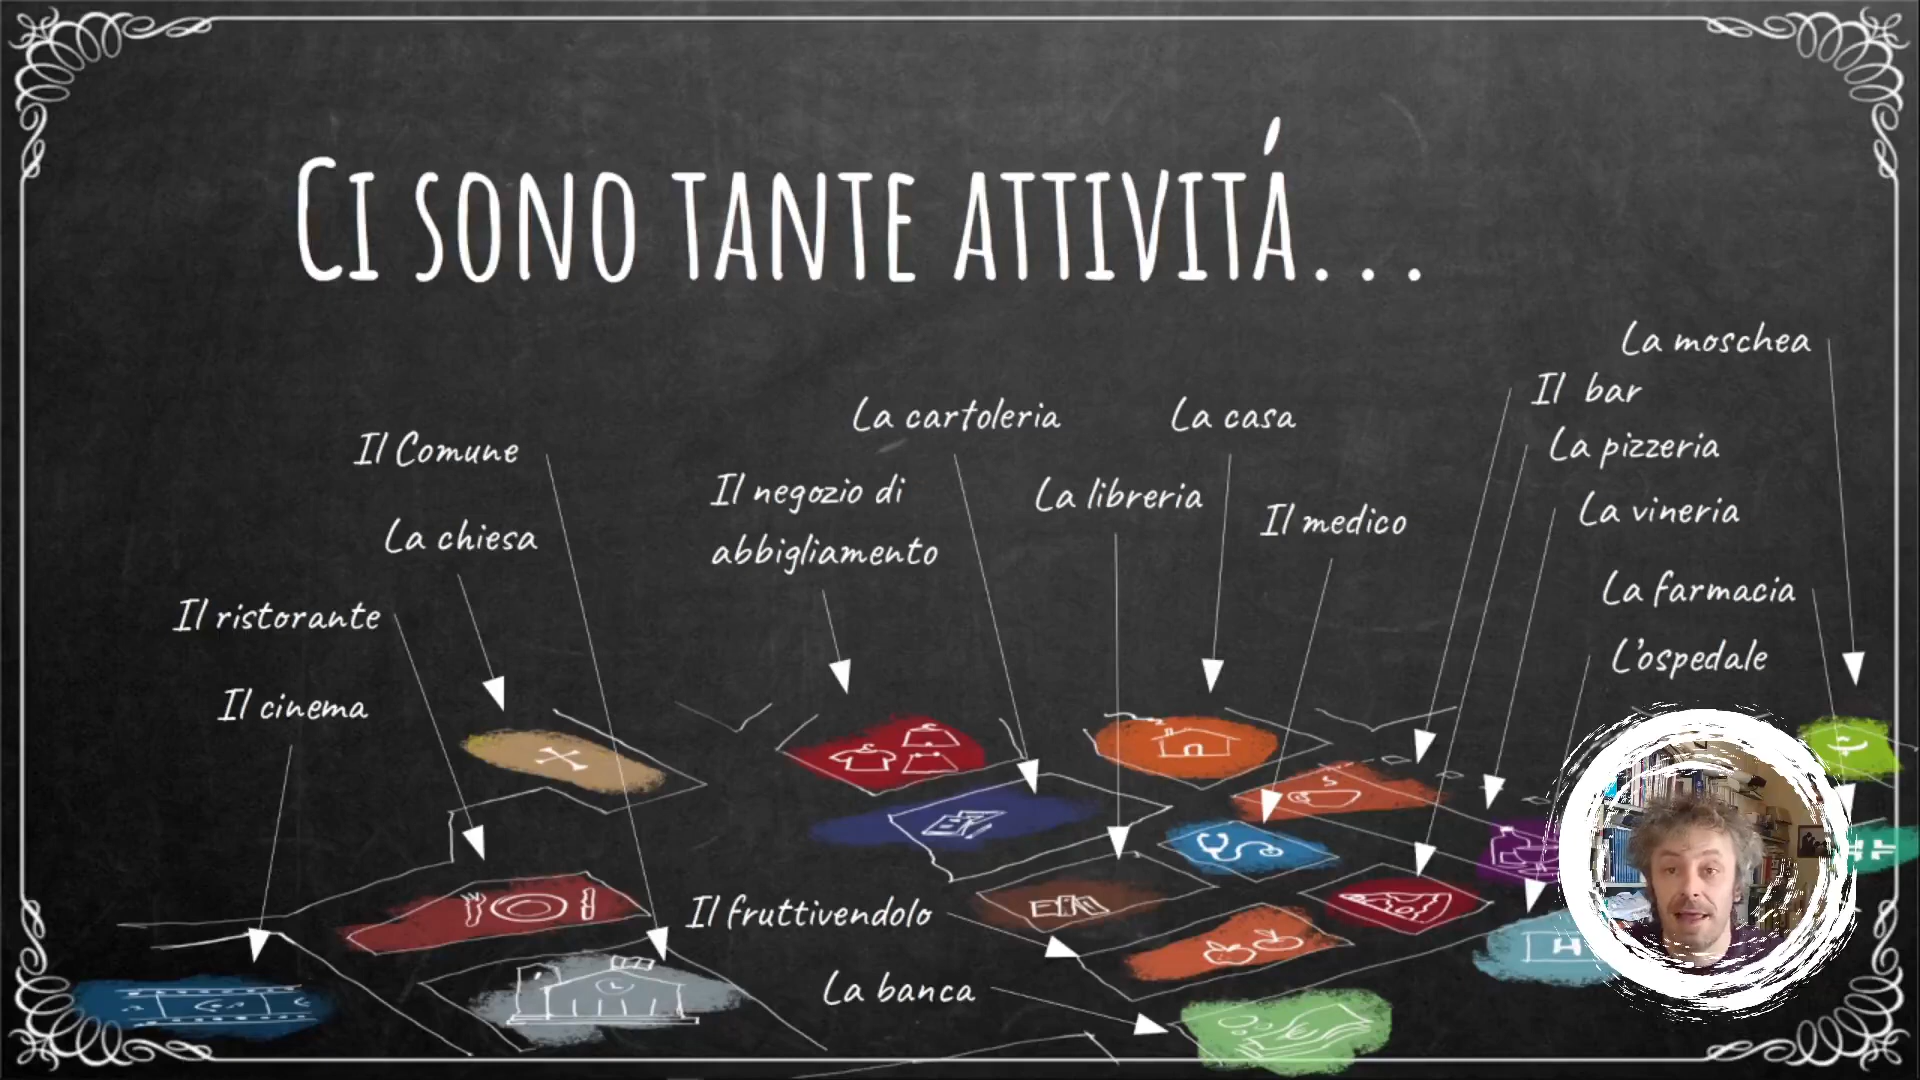 Ci sono tante attivitá...
La moschea
Il bar
La cartoleria
La casa
Il Comune
La pizzeria
Il negozio di
abbigliamento
La libreria
La vineria
Il medico
La chiesa
La farmacia
Il ristorante
L'ospedale
Il cinema
Il fruttivendolo
La banca
H